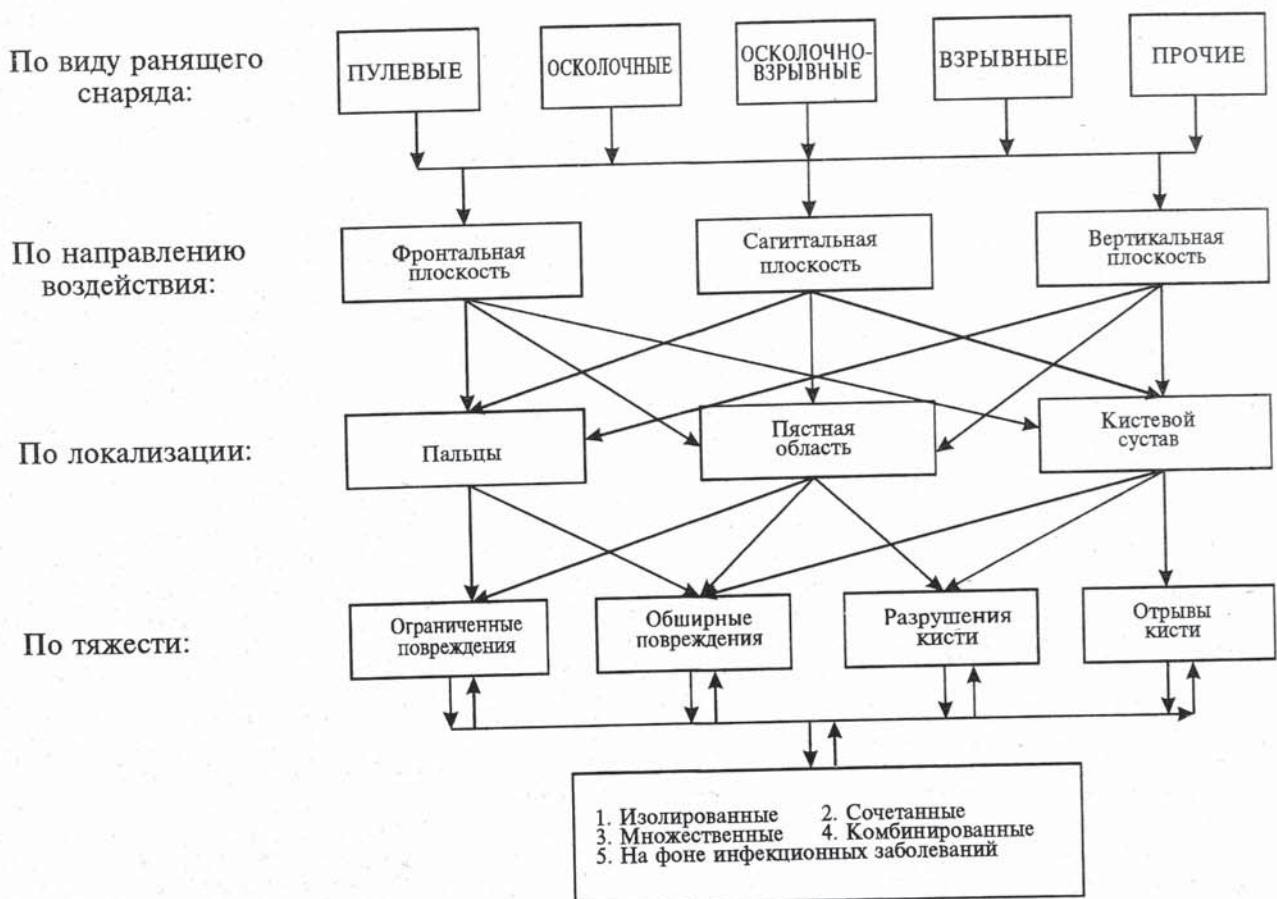 По виду ранящего
снаряда:
ПУЛЕВЫЕ
ОСКОЛОЧНЫЕ
ОСКОЛОЧНО-
ВЗРЫВНЫЕ
ВЗРЫВНЫЕ
ПРОЧИЕ
По направлению
воздействия:
Фронтальная
плоскость
Сагиттальная
плоскость
Вертикальная
плоскость
По локализации:
Пальцы
Пястная
область
Кистевой
сустав
По тяжести:
Ограниченные
повреждения
Обширные
повреждения
Разрушения
кисти
Отрывы
кисти
1. Изолированные 2. Сочетанные
3. Множественные 4. Комбинированные
5. На фоне инфекционных заболеваний